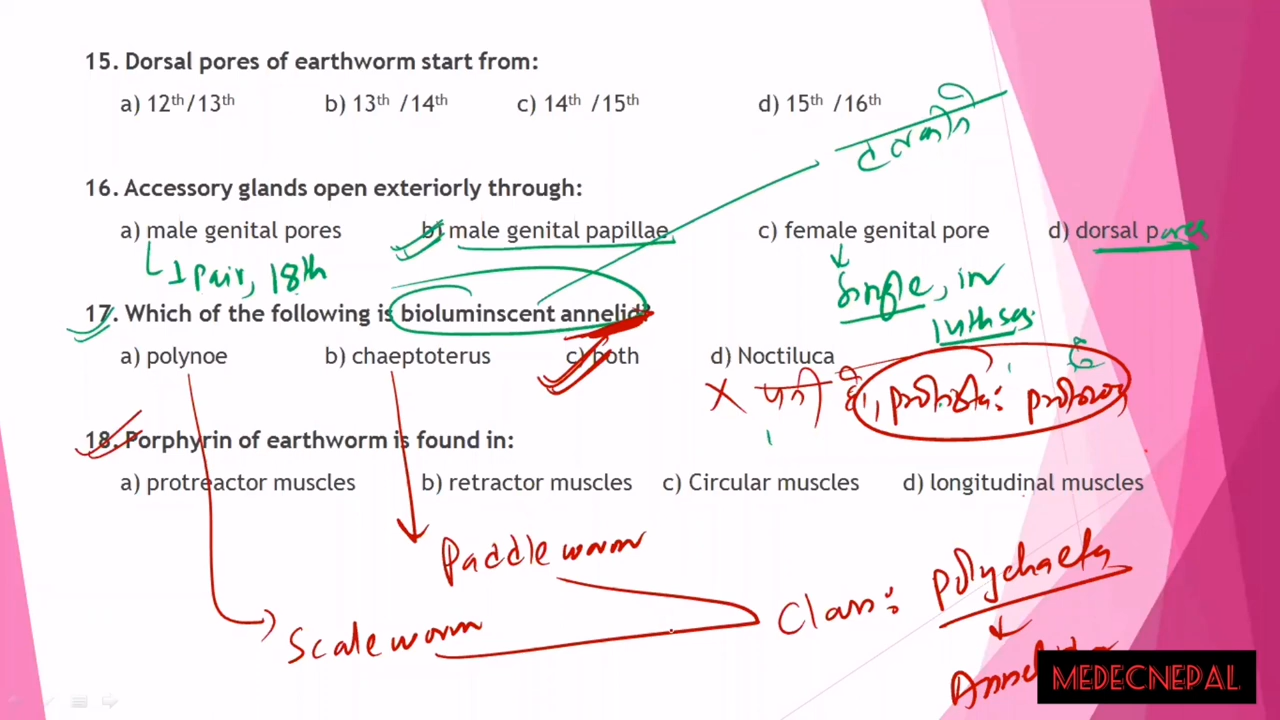 15. Dorsal pores of earthworm start from:
a) 12th/13th b) 13th /14th c) 14th /15th d) 15th /16th
16. Accessory glands open exteriorly through:
a) male genital pores b) male genital papillae c) female genital pore d) dorsal pores
1 pair, 18th
Single, in
14th seg.
17. Which of the following is bioluminscent annelid?
a) polynoe b) chaeptoterus c) both d) Noctiluca
X protista: protozoa
18. Porphyrin of earthworm is found in:
a) protreactor muscles b) retractor muscles c) Circular muscles d) longitudinal muscles
Paddle worm
Scale worm
Class: polychaeta
MEDECNEPAL